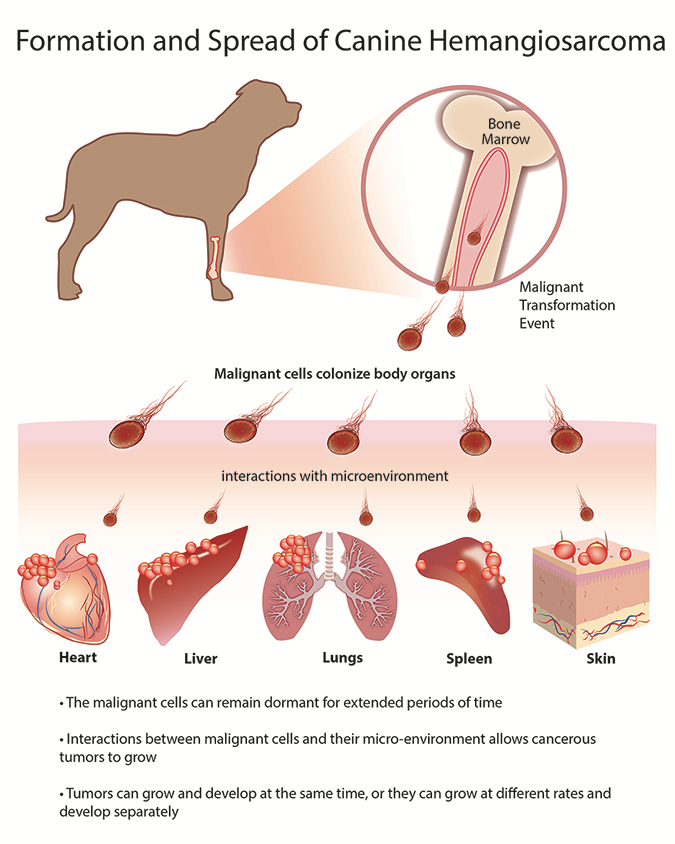 Formation and Spread of Canine Hemangiosarcoma
Bone
Marrow
Malignant
Transformation
Event
Malignant cells colonize body organs
interactions with microenvironment
Heart
Liver
Lungs
Spleen
Skin
• The malignant cells can remain dormant for extended periods of time
• Interactions between malignant cells and their micro-environment allows cancerous
tumors to grow
• Tumors can grow and develop at the same time, or they can grow at different rates and
develop separately